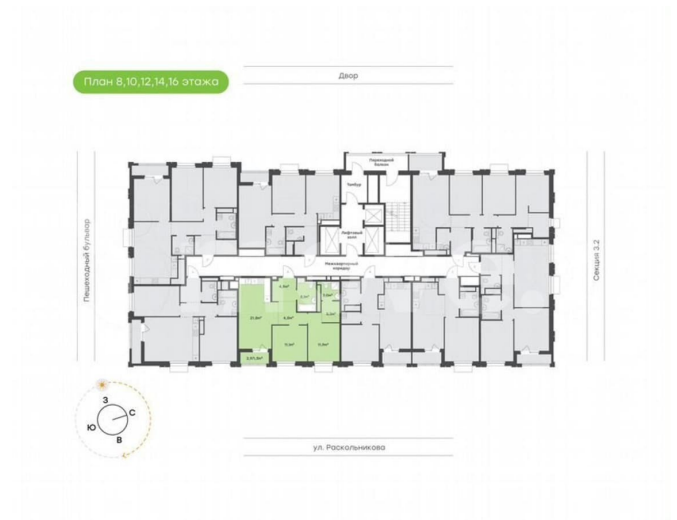 План 8,10,12,14,16 этажа
Двор
Переходной
балкон
Тамбур
Лифтовый
холл
Межквартирный
коридор
Пешеходный бульвар
Секция 3.2
З
С
Ю
В
ул. Раскольникова